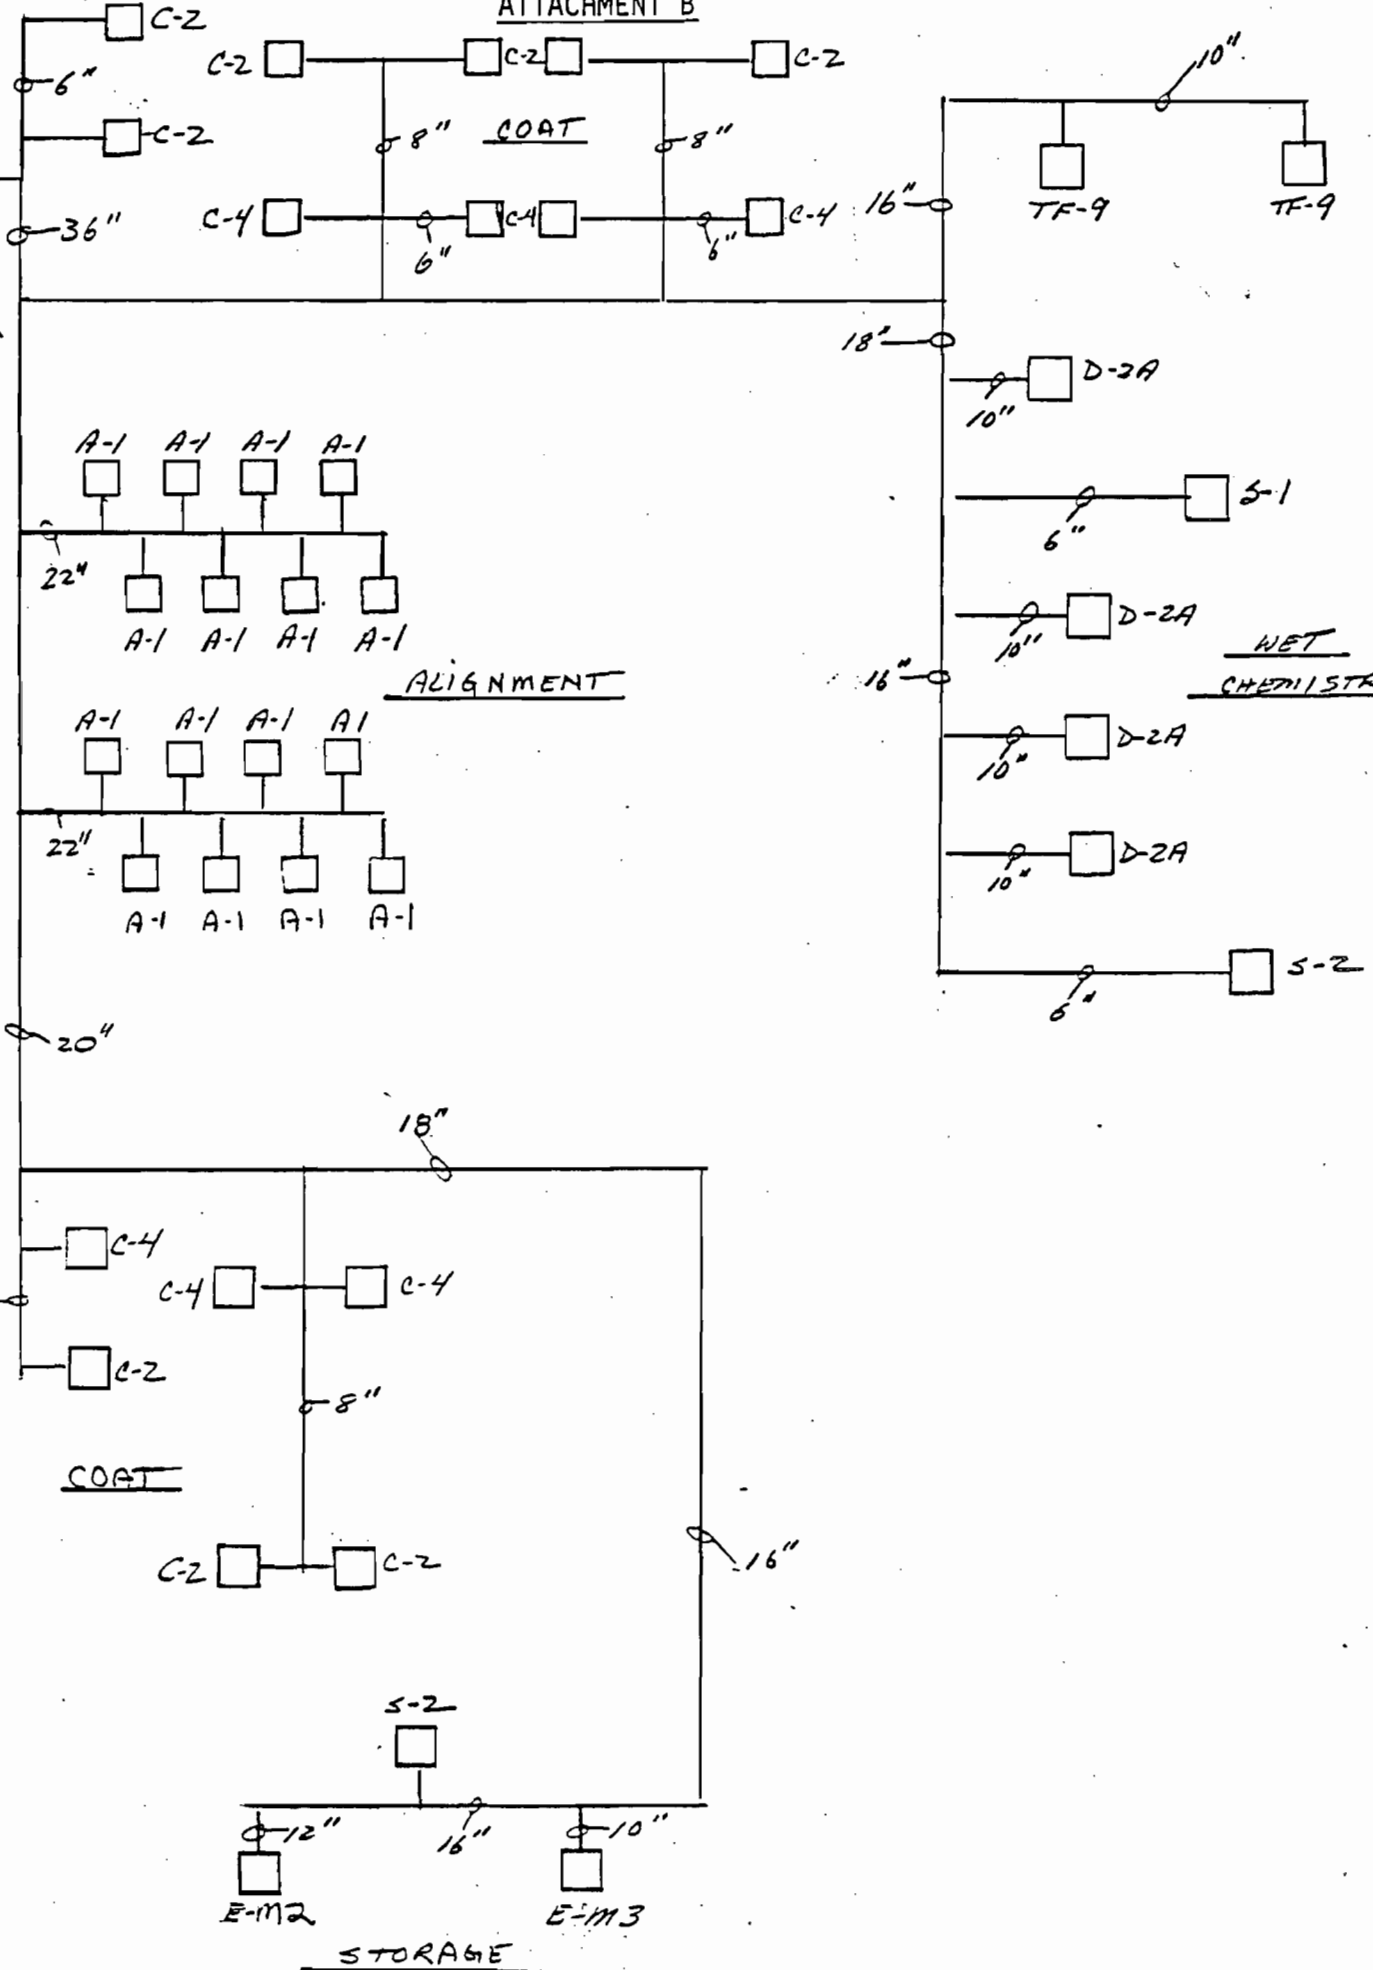 ATTACHMENT B
C-2
C-2
C-2
C-2
6"
10"
C-2
8"
COAT
8"
36"
C-4
C-4
C-4
16"
TF-9
TF-9
6"
6"
18"
D-2A
10"
A-1
A-1
A-1
A-1
S-1
6"
22"
A-1
A-1
A-1
A-1
D-2A
10"
WET
ALIGNMENT
16"
CHEMISTR
A-1
A-1
A-1
A1
D-2A
10"
22"
D-2A
10"
A-1
A-1
A-1
A-1
S-2
6"
20"
18"
C-4
C-4
C-4
C-2
8"
COAT
C-2
C-2
16"
S-2
12"
16"
10"
E-M2
E-M3
STORAGE